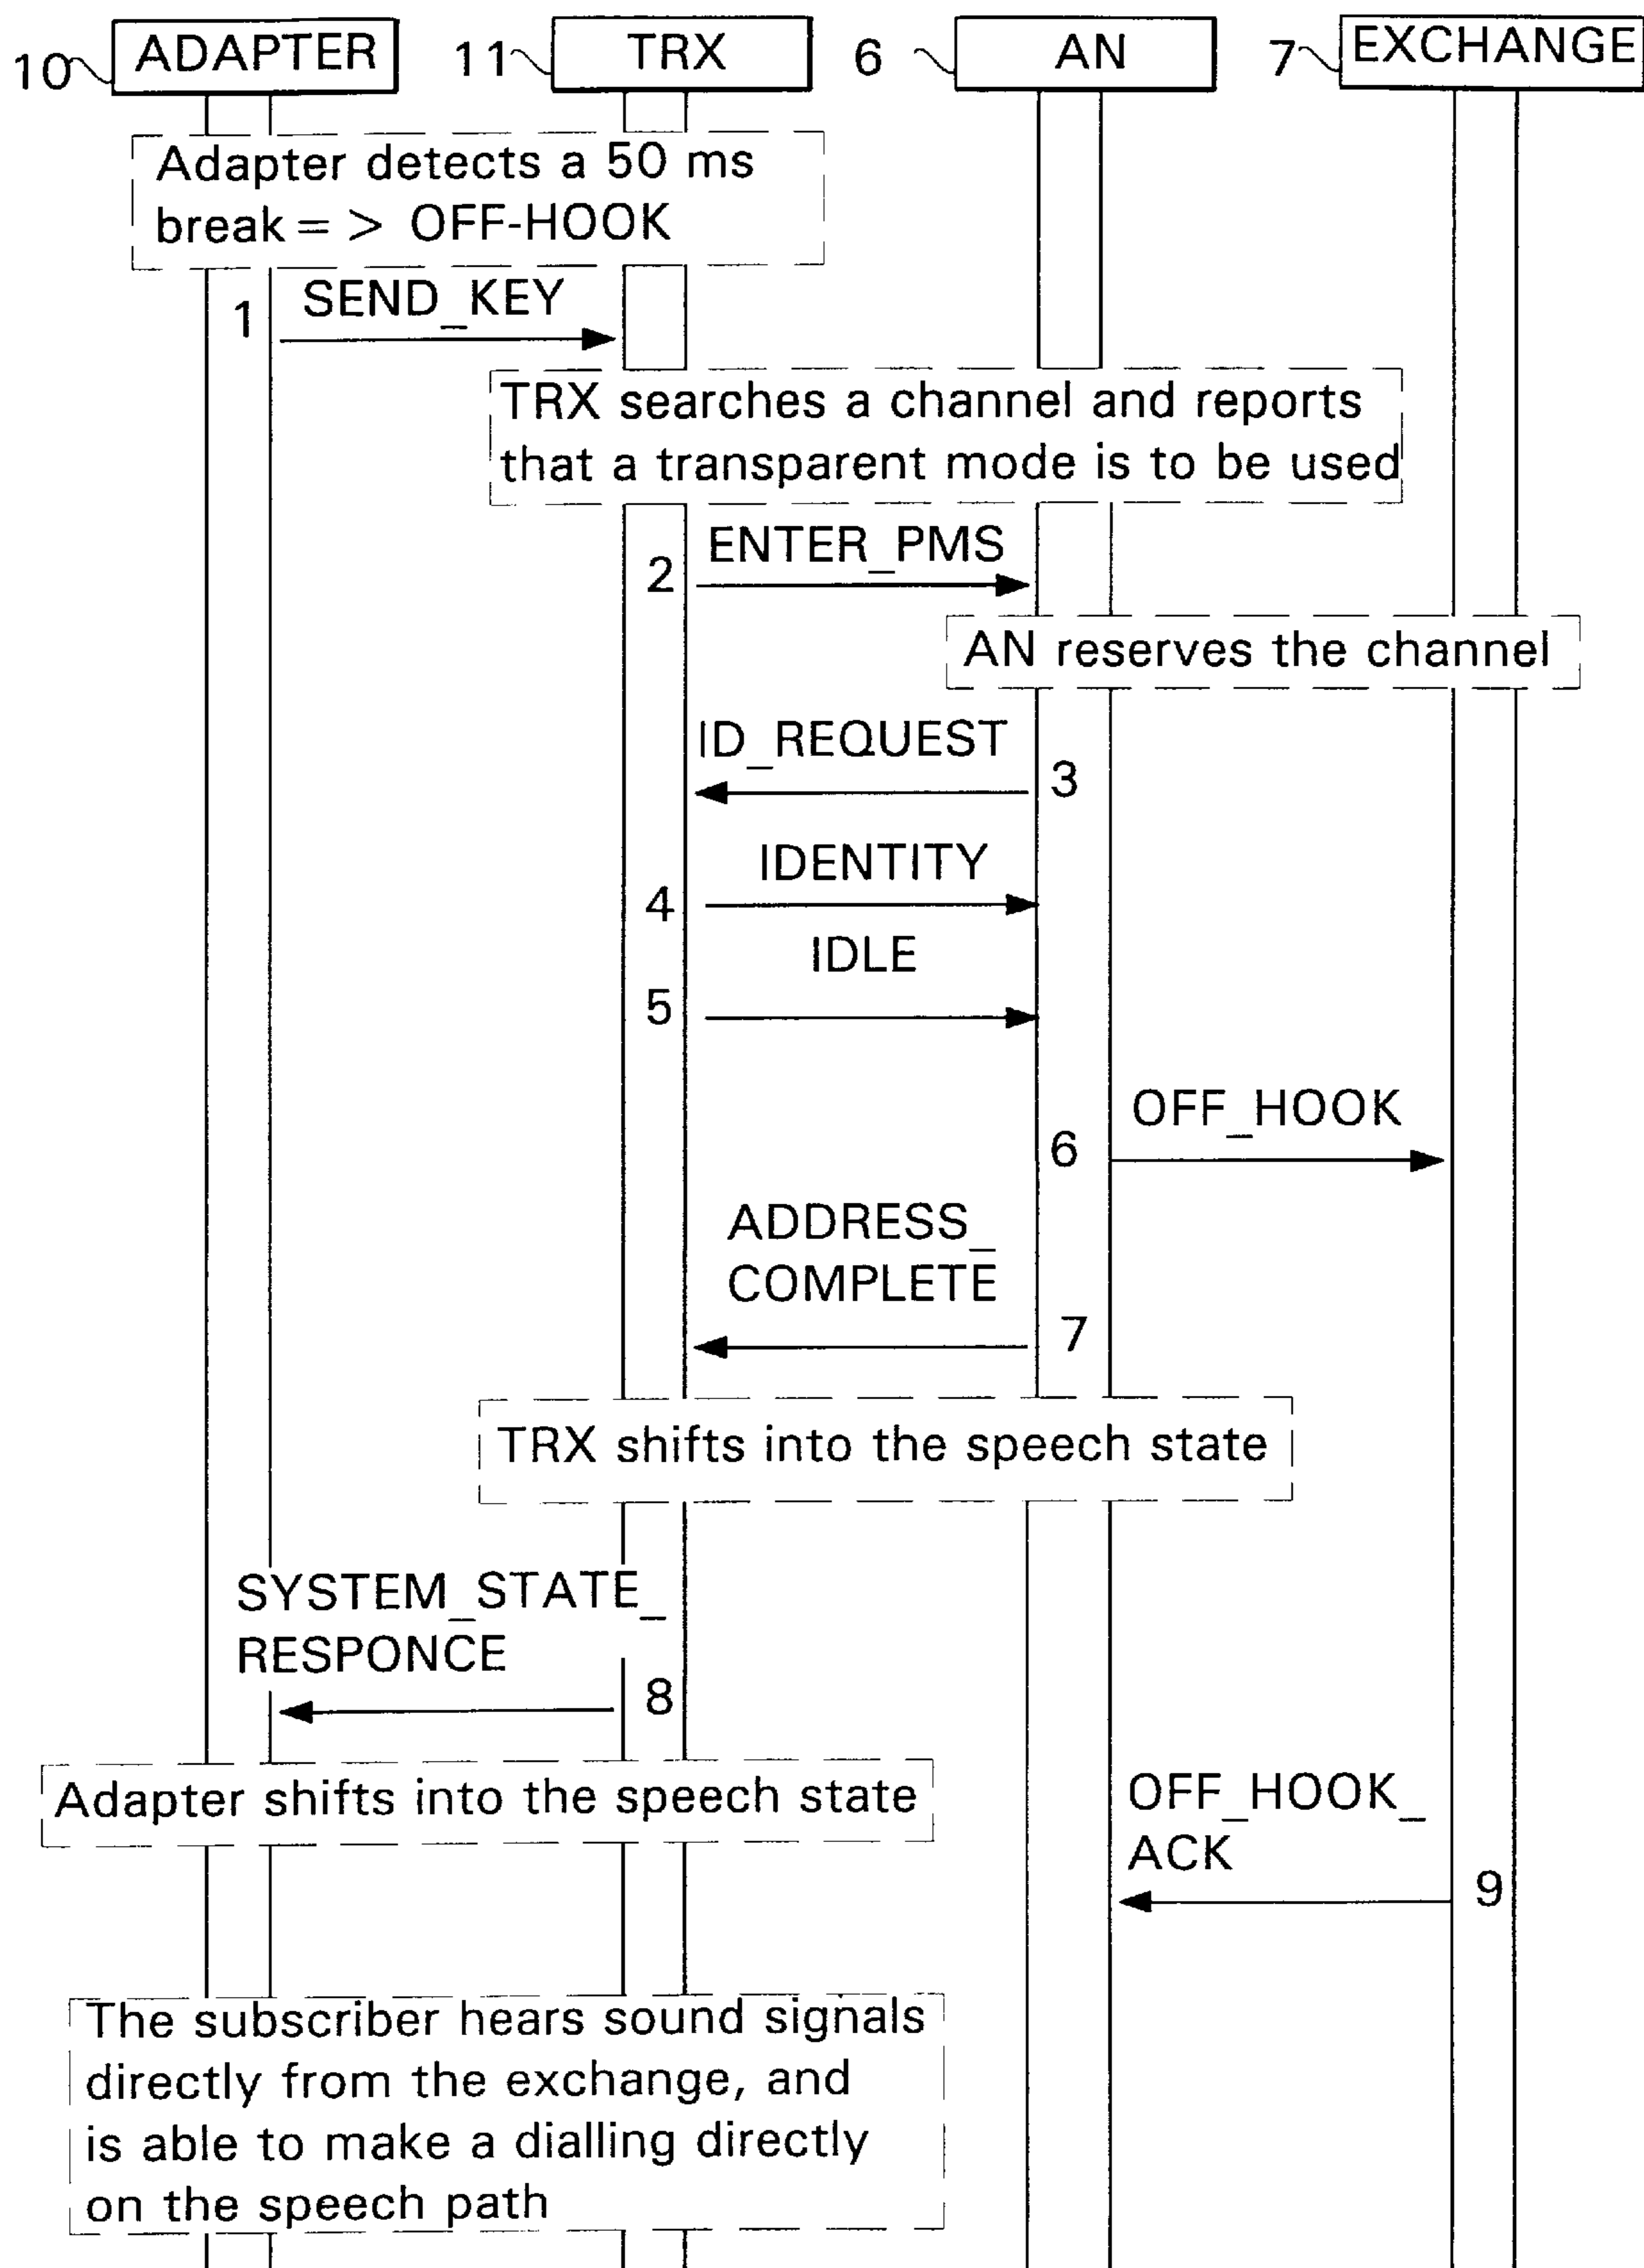 10 ADAPTER 11 TRX 6 AN 7 EXCHANGE
Adapter detects a 50 ms
break = > OFF-HOOK
1 SEND_KEY
TRX searches a channel and reports
that a transparent mode is to be used
ENTER_PMS
2
AN reserves the channel
ID_REQUEST
3
IDENTITY
4
IDLE
5
OFF_HOOK
6
ADDRESS_
COMPLETE
7
TRX shifts into the speech state
SYSTEM_STATE_
RESPONCE
8
Adapter shifts into the speech state
OFF_HOOK_
ACK
9
The subscriber hears sound signals
directly from the exchange, and
is able to make a dialling directly
on the speech path